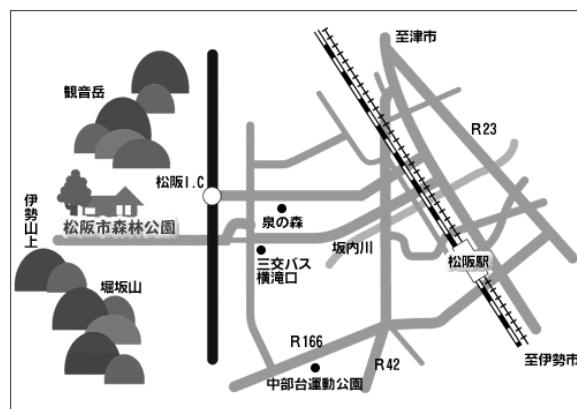 至津市
観音岳
R23
松阪I.C
伊勢山上
松阪市森林公園
泉の森
坂内川
三交バス
横滝口
松阪駅
堀坂山
R166
至伊勢市
R42
中部台運動公園